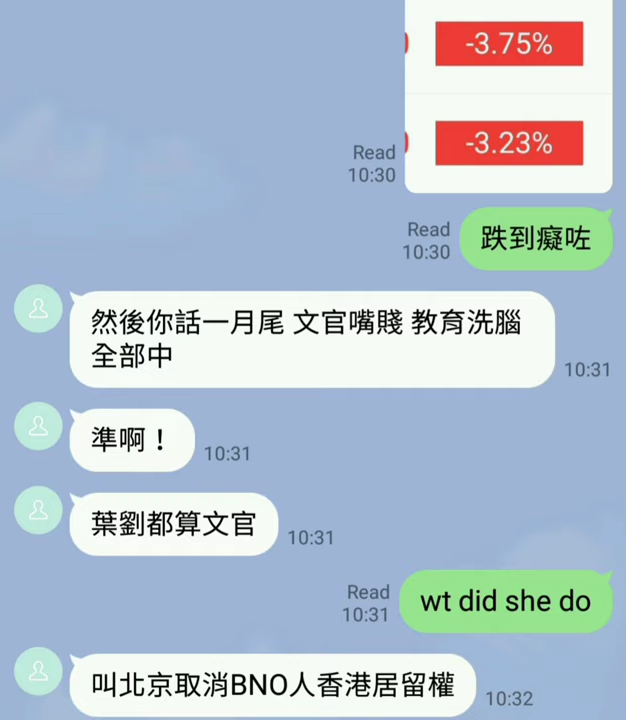 -3.75%
-3.23%
Read
10:30
Read
10:30
跌到癡咗
然後你話一月尾 文官嘴賤 教育洗腦
全部中
10:31
準啊！
10:31
葉劉都算文官
10:31
Read
10:31
wt did she do
叫北京取消BNO人香港居留權
10:32